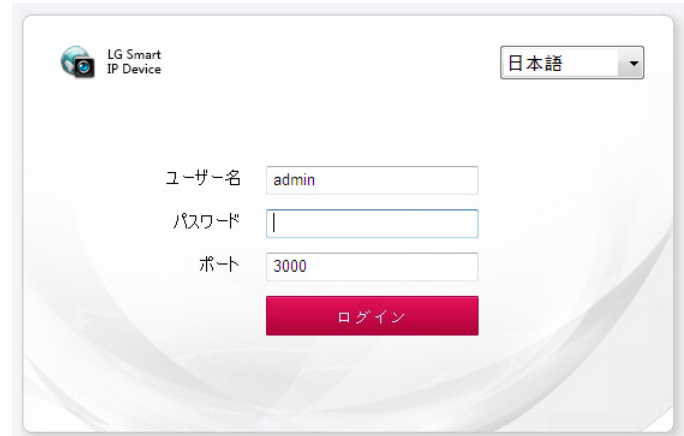 LG Smart
IP Device
日本語
ユーザー名
admin
パスワード
ポート
3000
ログイン